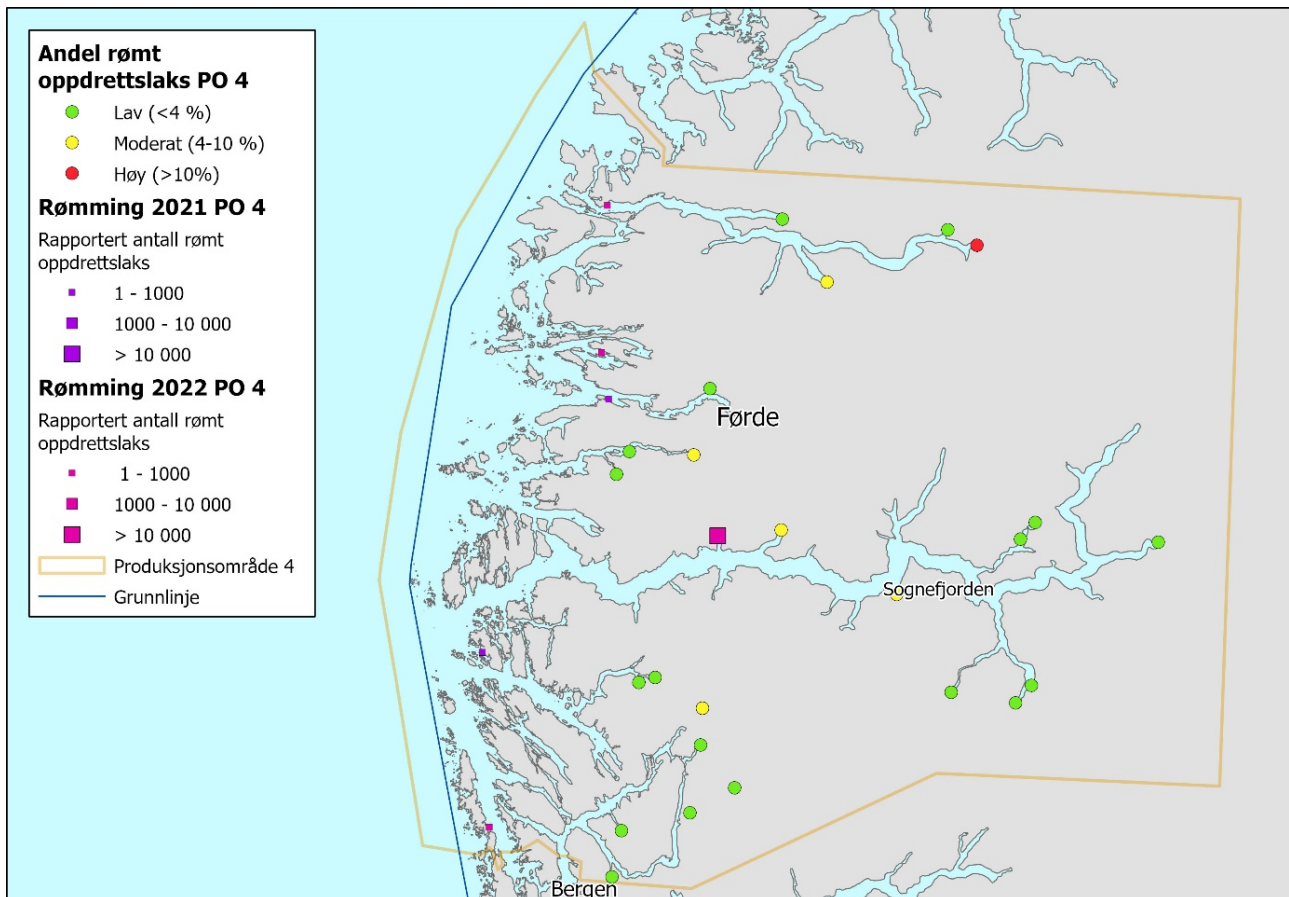 Andel rømt
oppdrettslaks PO 4
Lav (<4 %)
Moderat (4-10 %)
Høy (>10%)
Rømming 2021 PO 4
Rapportert antall rømt
oppdrettslaks
1 - 1000
1000 - 10 000
> 10 000
Rømming 2022 PO 4
Rapportert antall rømt
oppdrettslaks
1 - 1000
1000 - 10 000
> 10 000
Produksjonsområde 4
Grunnlinje
Førde
Sognefjorden
Bergen